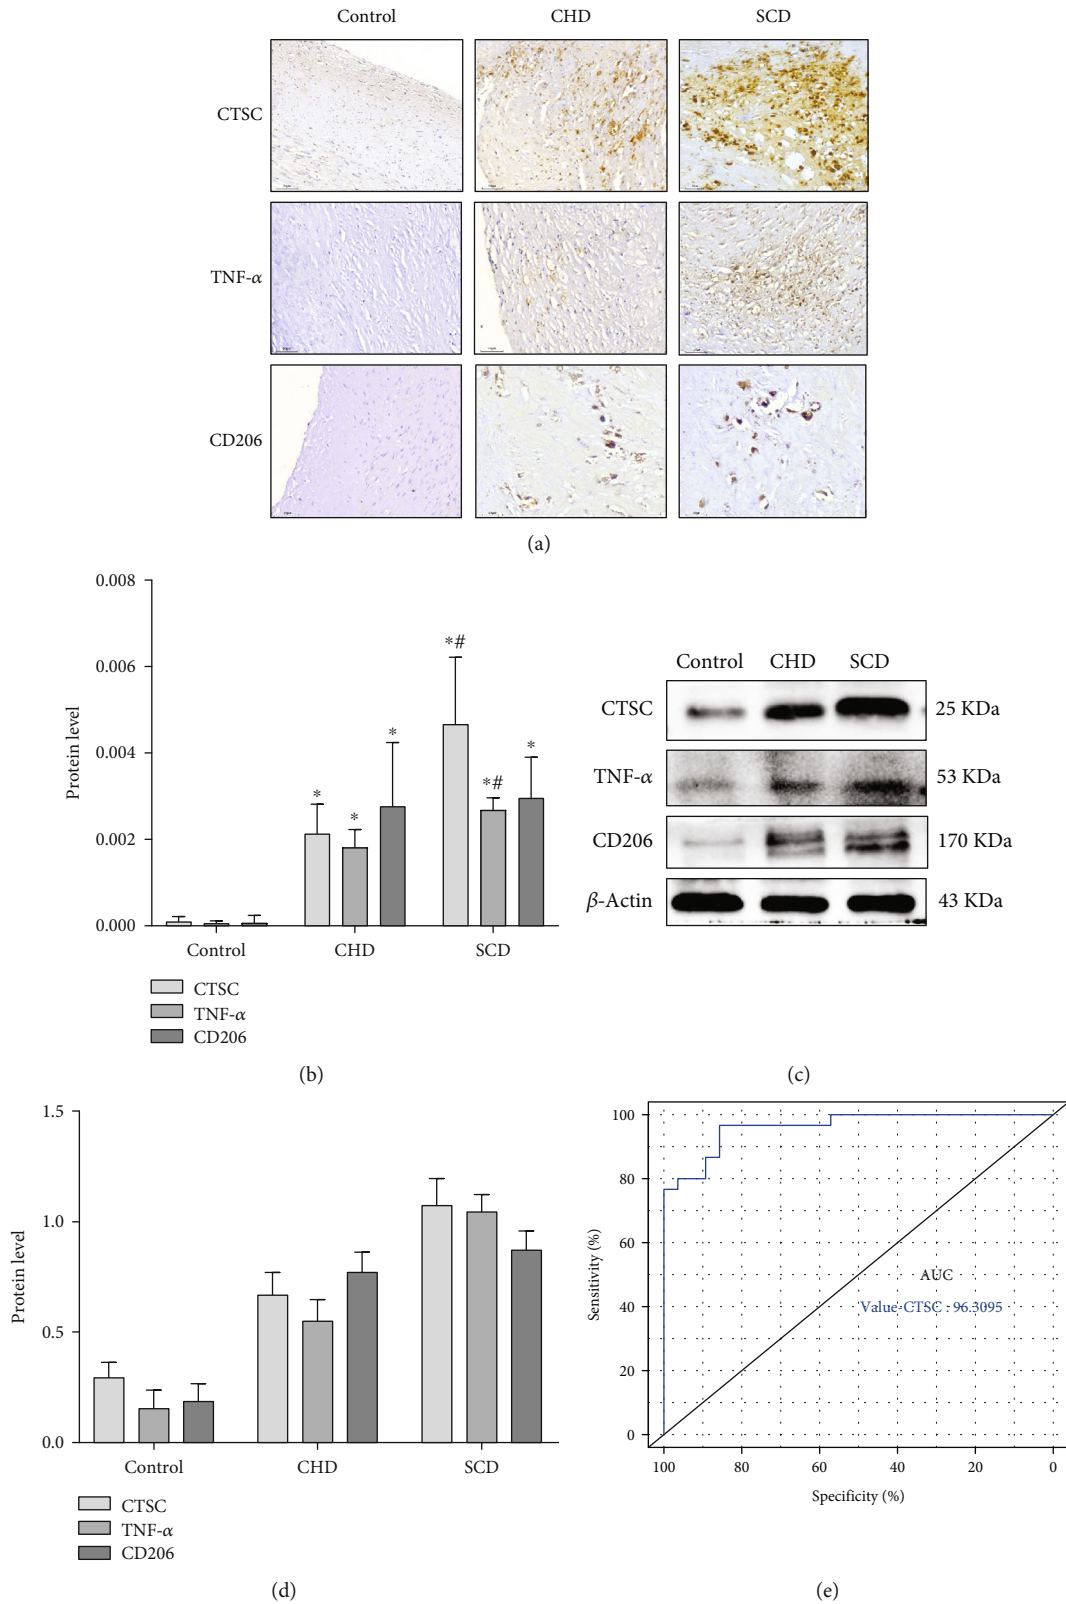 Control CHD SCD
CTSC
TNF-α
CD206
(a)
Protein level
0.008
0.006
0.004
0.002
0.000
* * * *# *# *
Control CHD SCD
CTSC
TNF-α
CD206
(b)
Control CHD SCD
CTSC 25 KDa
TNF-α 53 KDa
CD206 170 KDa
β-Actin 43 KDa
(c)
Protein level
1.5
1.0
0.5
0.0
Control CHD SCD
CTSC
TNF-α
CD206
(d)
Sensitivity (%)
100
80
60
40
20
0
AUC
Value-CTSC : 96.3095
100 80 60 40 20 0
Specificity (%)
(e)